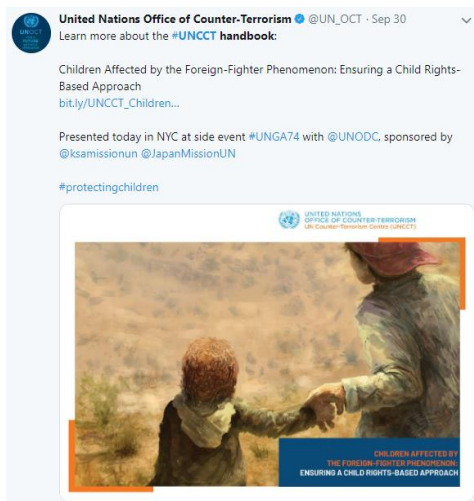 United Nations Office of Counter-Terrorism @UN_OCT · Sep 30
Learn more about the #UNCCT handbook:
Children Affected by the Foreign-Fighter Phenomenon: Ensuring a Child Rights-
Based Approach
bit.ly/UNCCT_Children...
Presented today in NYC at side event #UNGA74 with @UNODC, sponsored by
@ksamissionun @JapanMissionUN
#protectingchildren
UNITED NATIONS
OFFICE OF COUNTER-TERRORISM
UN Counter-Terrorism Centre (UNCCT)
CHILDREN AFFECTED BY
THE FOREIGN-FIGHTER PHENOMENON:
ENSURING A CHILD RIGHTS-BASED APPROACH